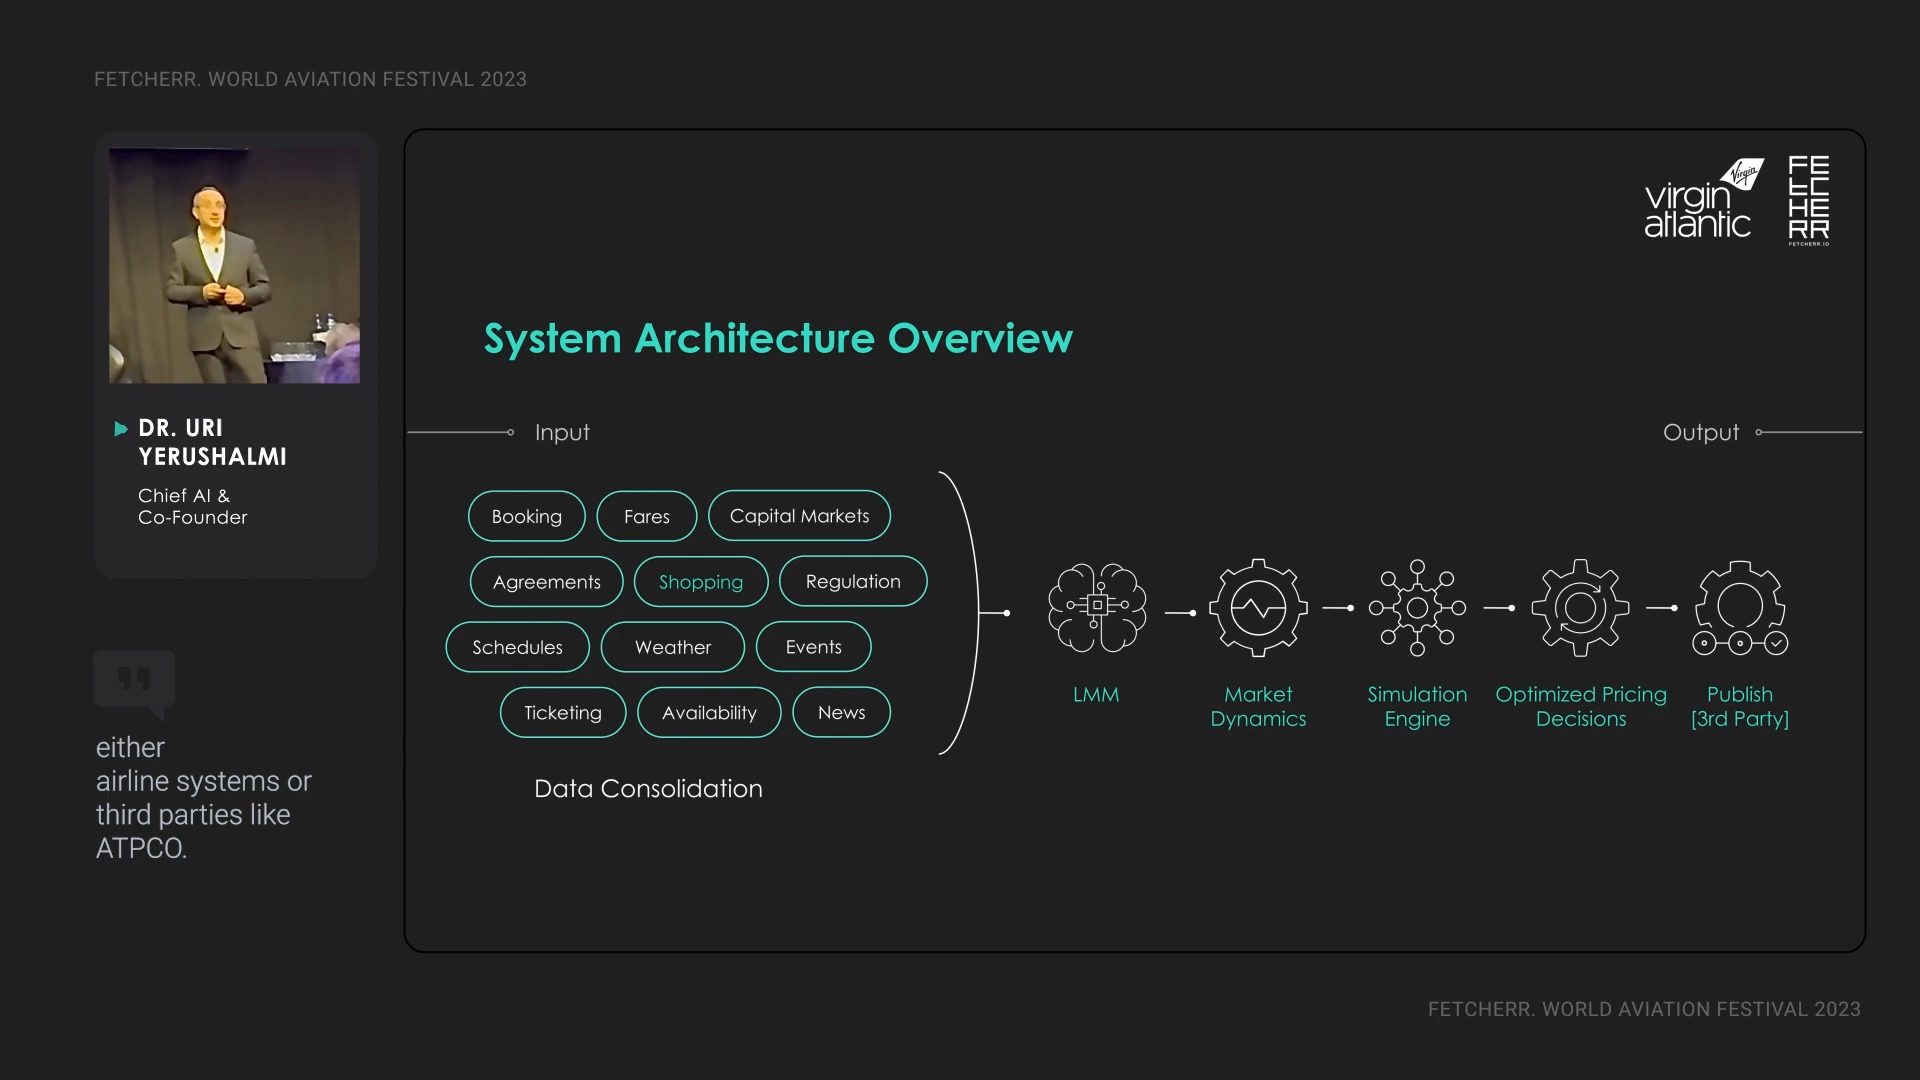 FETCHERR. WORLD AVIATION FESTIVAL 2023
DR. URI
YERUSHALMI
Chief AI &
Co-Founder
either
airline systems or
third parties like
ATPCO.
Virgin
virgin
atlantic
FE
TC
HE
RR
FETCHERR.IO
System Architecture Overview
Input
Output
Booking
Fares
Capital Markets
Agreements
Shopping
Regulation
Schedules
Weather
Events
Ticketing
Availability
News
Data Consolidation
LMM
Market
Dynamics
Simulation
Engine
Optimized Pricing
Decisions
Publish
[3rd Party]
FETCHERR. WORLD AVIATION FESTIVAL 2023